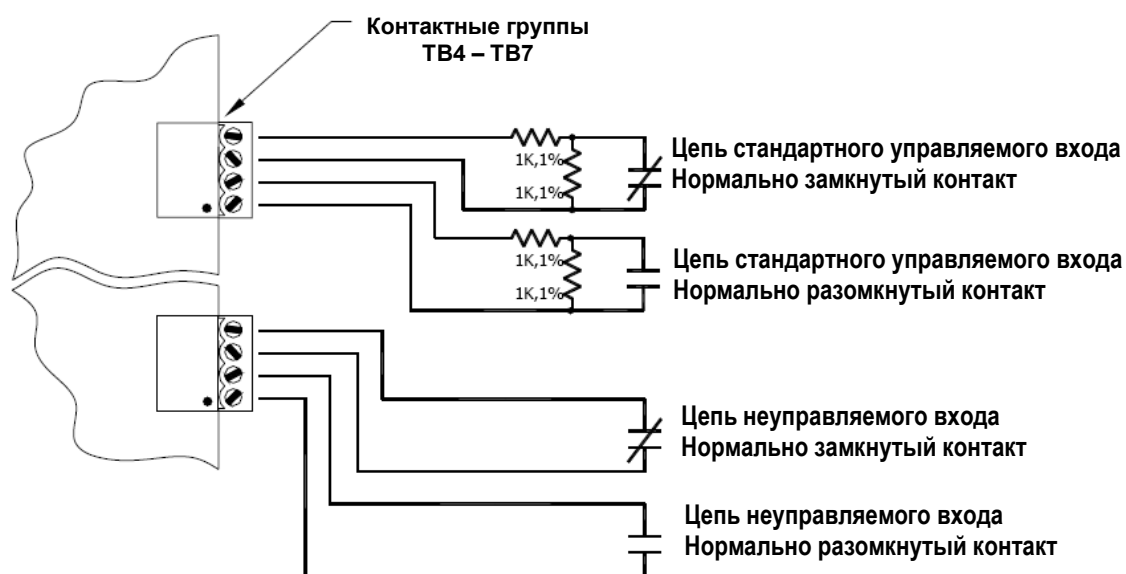 Контактные группы
TB4 – TB7
1K,1%
1K,1%
Цепь стандартного управляемого входа
Нормально замкнутый контакт
1K,1%
1K,1%
Цепь стандартного управляемого входа
Нормально разомкнутый контакт
Цепь неуправляемого входа
Нормально замкнутый контакт
Цепь неуправляемого входа
Нормально разомкнутый контакт